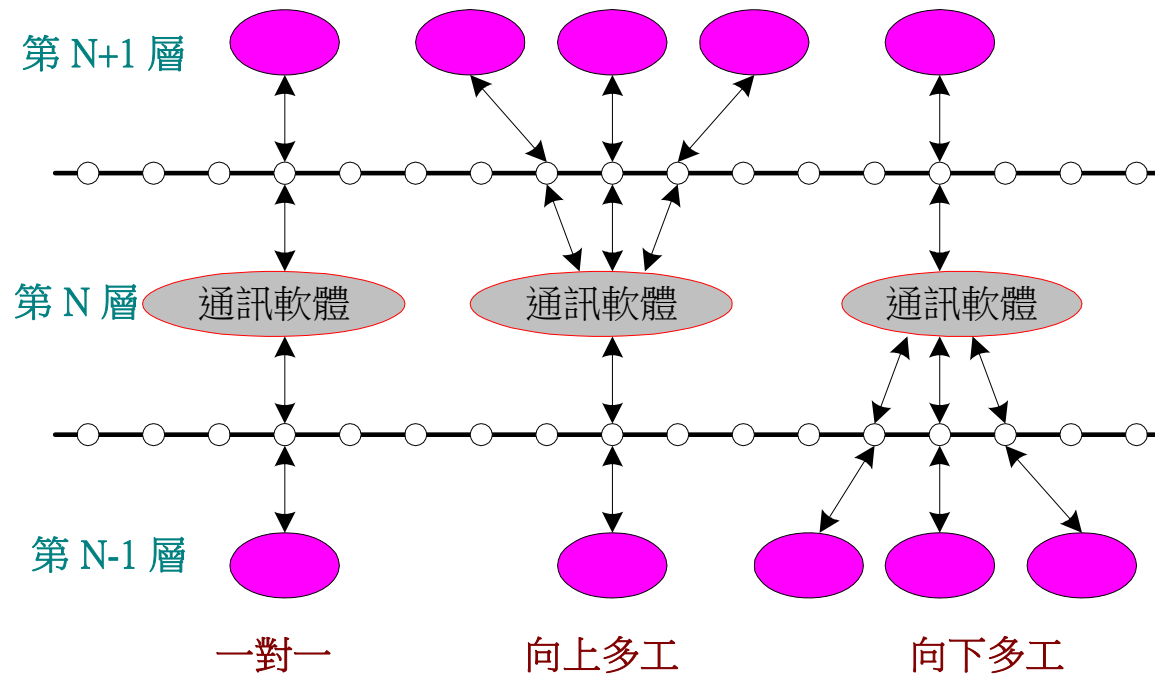 第 N+1 層
第 N 層
通訊軟體
通訊軟體
通訊軟體
第 N-1 層
一對一
向上多工
向下多工